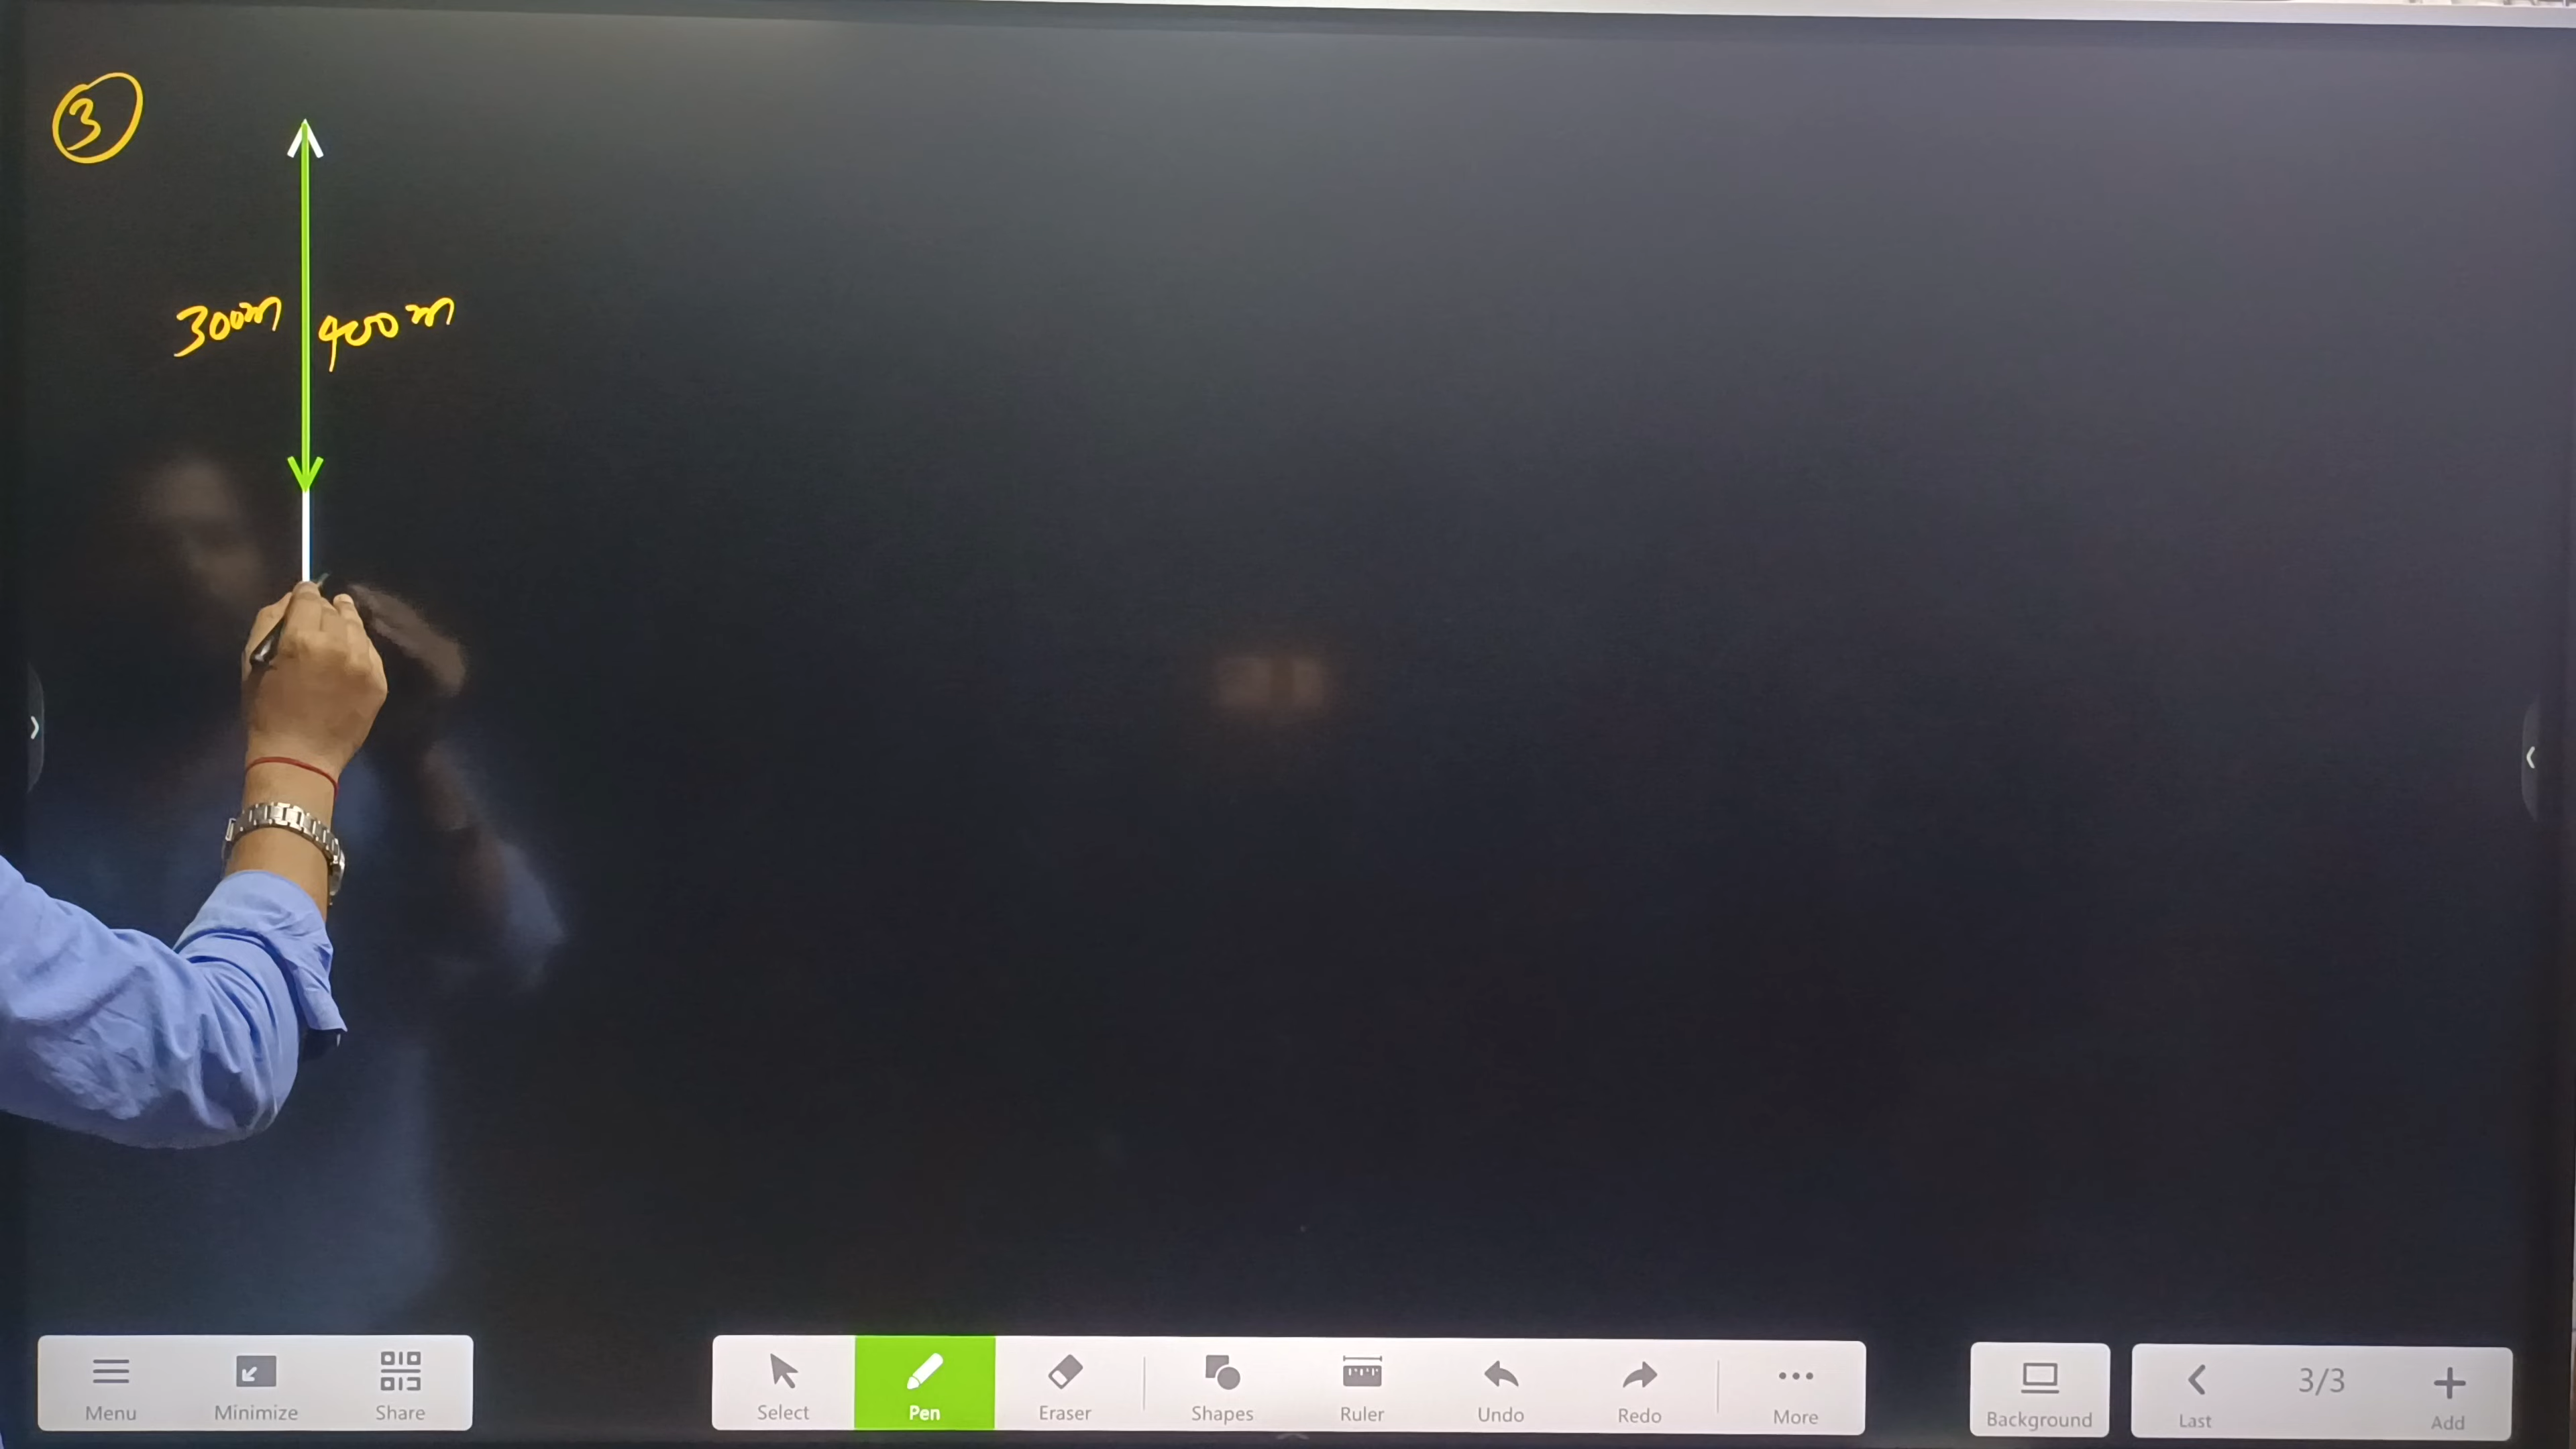 3
300m 400m
Menu Minimize Share Select Pen Eraser Shapes Ruler Undo Redo More Background Last 3/3 Add